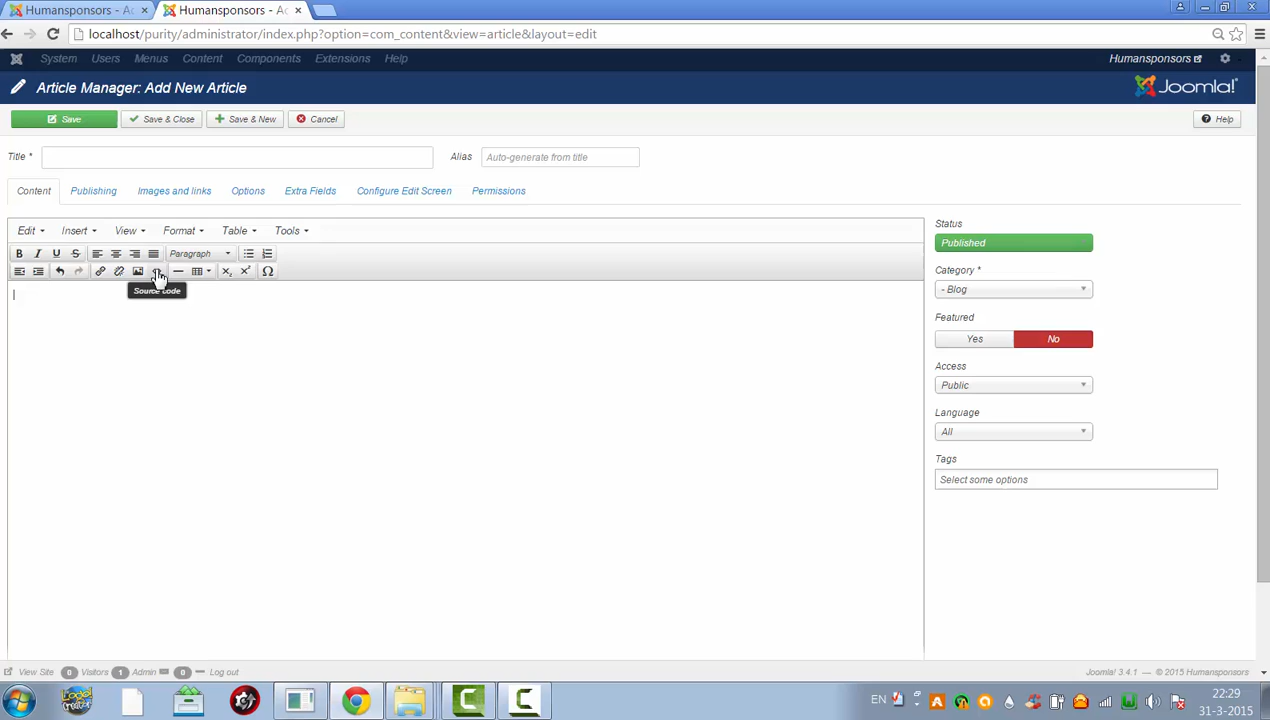 Humansponsors - Ac
Humansponsors - Ac
localhost/purity/administrator/index.php?option=com_content&view=article&layout=edit
System Users Menus Content Components Extensions Help Humansponsors
Article Manager: Add New Article Joomla!
Save Save & Close Save & New Cancel Help
Title * Alias Auto-generate from title
Content Publishing Images and links Options Extra Fields Configure Edit Screen Permissions
Edit Insert View Format Table Tools
B I U S Paragraph
Source code
Status
Published
Category *
- Blog
Featured
Yes No
Access
Public
Language
All
Tags
Select some options
View Site 0 Visitors 1 Admin 0 Log out Joomla! 3.4.1 — © 2015 Humansponsors
EN 22:29
31-3-2015